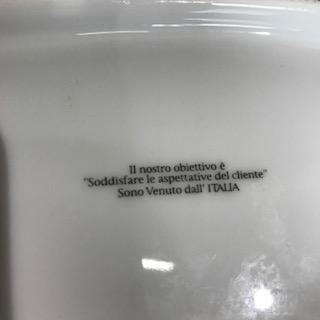 Il nostro obiettivo è
"Soddisfare le aspettative del cliente"
Sono Venuto dall' ITALIA